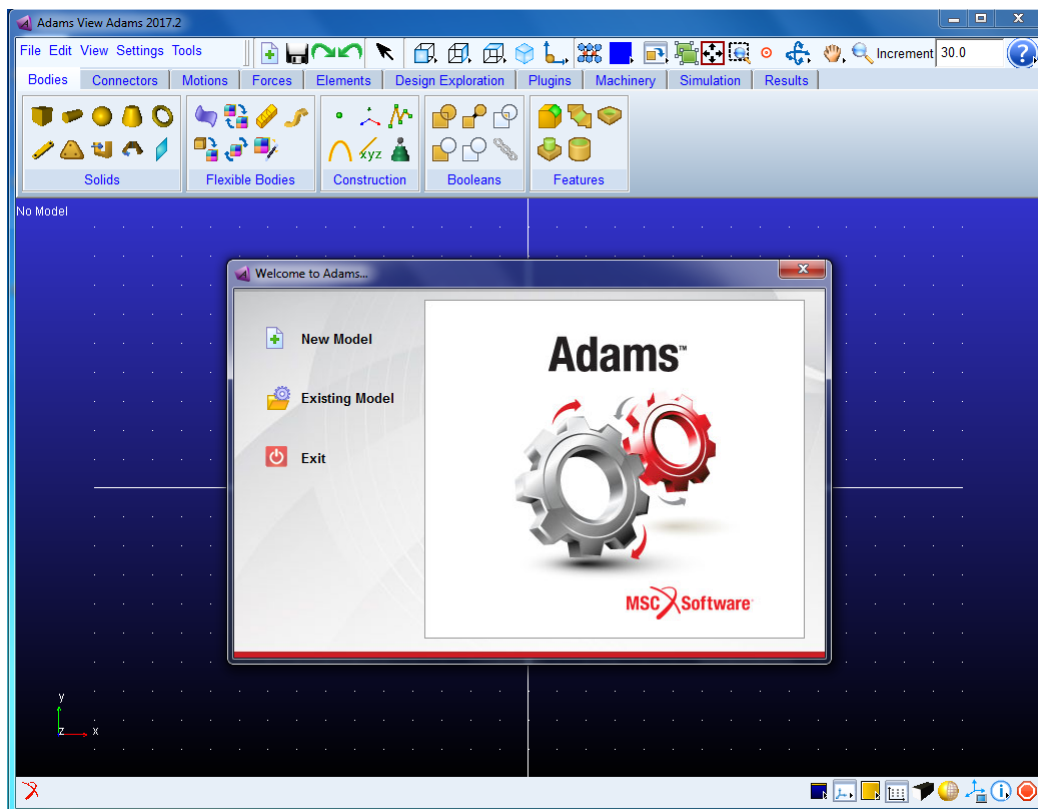 Adams View Adams 2017.2
File Edit View Settings Tools
Increment 30.0
Bodies Connectors Motions Forces Elements Design Exploration Plugins Machinery Simulation Results
xyz
Solids Flexible Bodies Construction Booleans Features
No Model
Welcome to Adams...
New Model
Existing Model
Exit
Adams™
MSC Software
y
z x